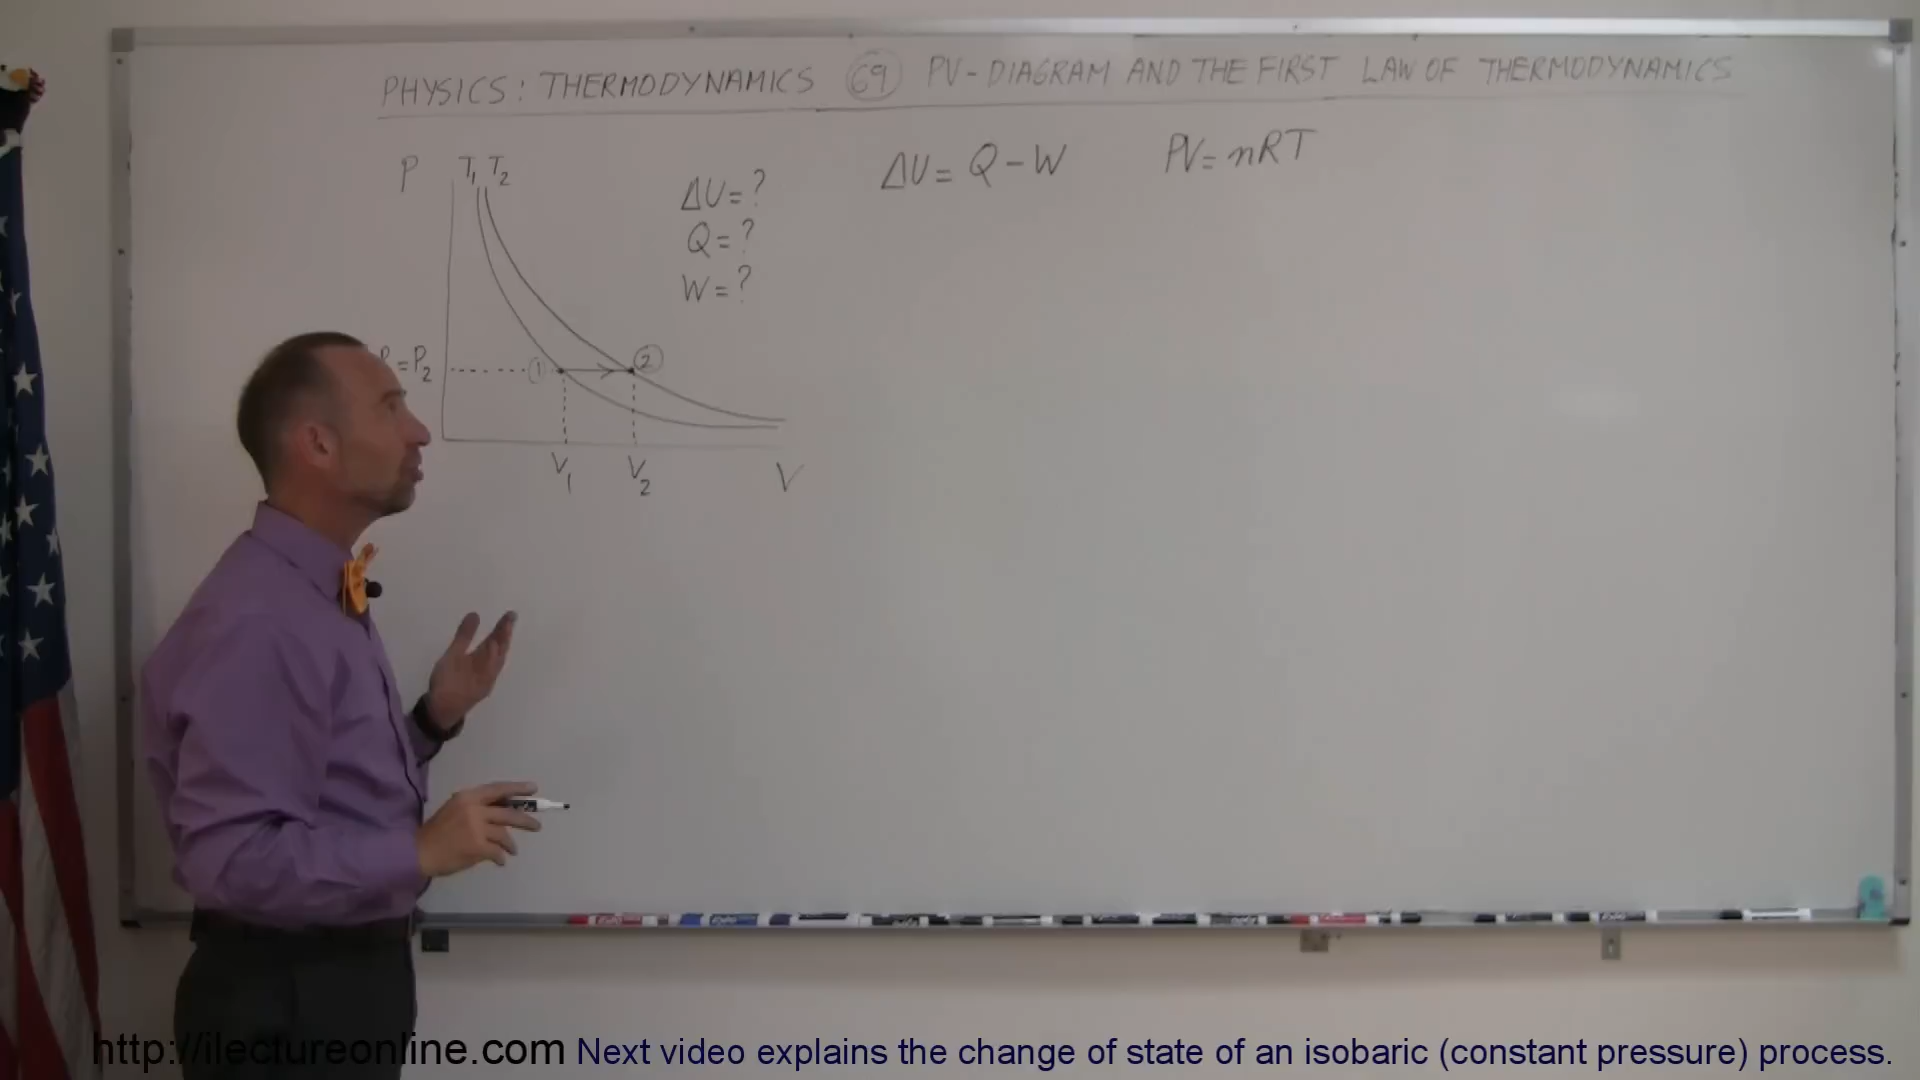 PHYSICS: THERMODYNAMICS 69 PV-DIAGRAM AND THE FIRST LAW OF THERMODYNAMICS
P T₁ T₂
ΔU = ?
Q = ?
W = ?
ΔU = Q - W
PV = nRT
= P₂
1 2
V₁ V₂ V
http://ilectureonline.com Next video explains the change of state of an isobaric (constant pressure) process.